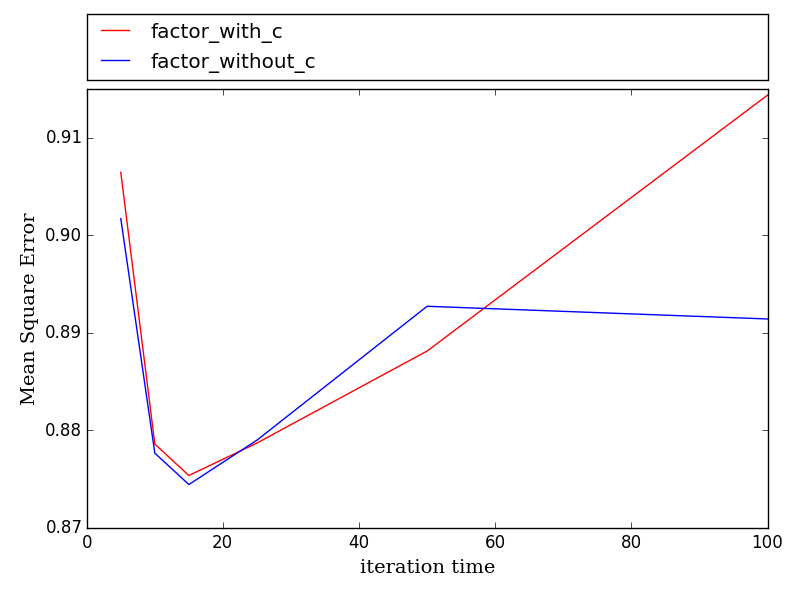 factor_with_c
factor_without_c
0.91
0.90
0.89
0.88
0.87
Mean Square Error
0 20 40 60 80 100
iteration time